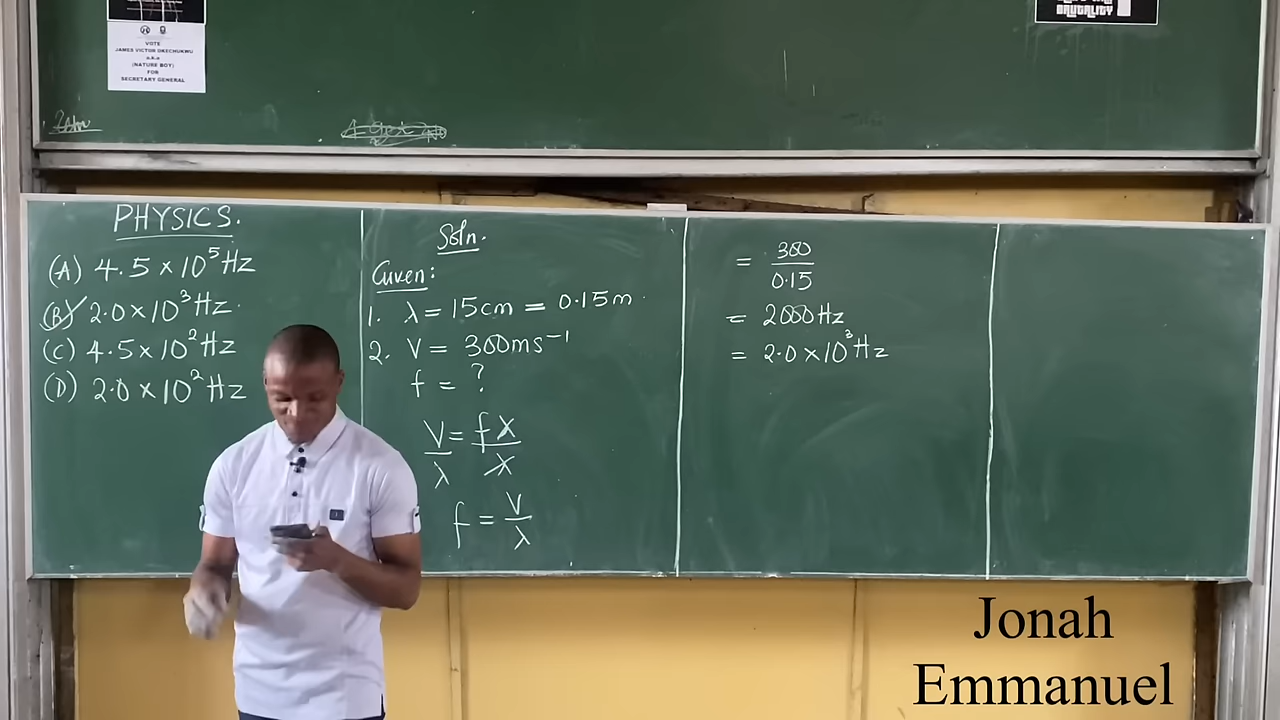 BRUTALITY
VOTE
JAMES VICTOR OKECHUKWU
a.k.a
(NATURE BOY)
FOR
SECRETARY GENERAL
PHYSICS.
(A) 4.5 × 10⁵ Hz
(B) 2.0 × 10³ Hz.
(C) 4.5 × 10² Hz
(D) 2.0 × 10² Hz
Soln.
Given:
1. λ = 15cm = 0.15m.
2. V = 300ms⁻¹
f = ?
V/λ = fλ/λ
f = V/λ
= 300/0.15
= 2000Hz
= 2.0 × 10³ Hz
Jonah
Emmanuel